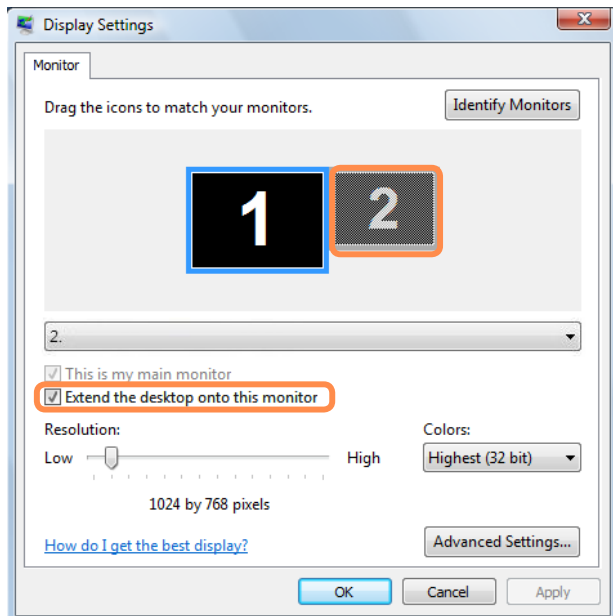 Display Settings
Monitor
Drag the icons to match your monitors.
Identify Monitors
1
2
2.
This is my main monitor
Extend the desktop onto this monitor
Resolution:
Colors:
Low
High
Highest (32 bit)
1024 by 768 pixels
How do I get the best display?
Advanced Settings...
OK
Cancel
Apply